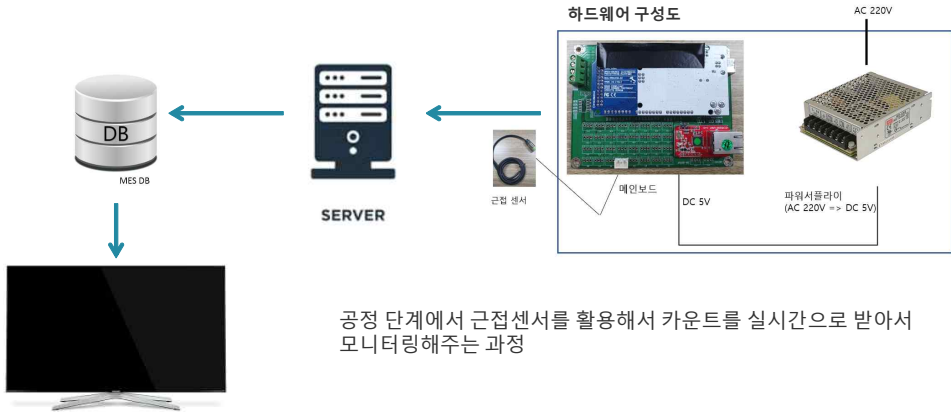 하드웨어 구성도
AC 220V
DB
MES DB
SERVER
근접 센서
메인보드
DC 5V
파워서플라이
(AC 220V => DC 5V)
공정 단계에서 근접센서를 활용해서 카운트를 실시간으로 받아서
모니터링해주는 과정